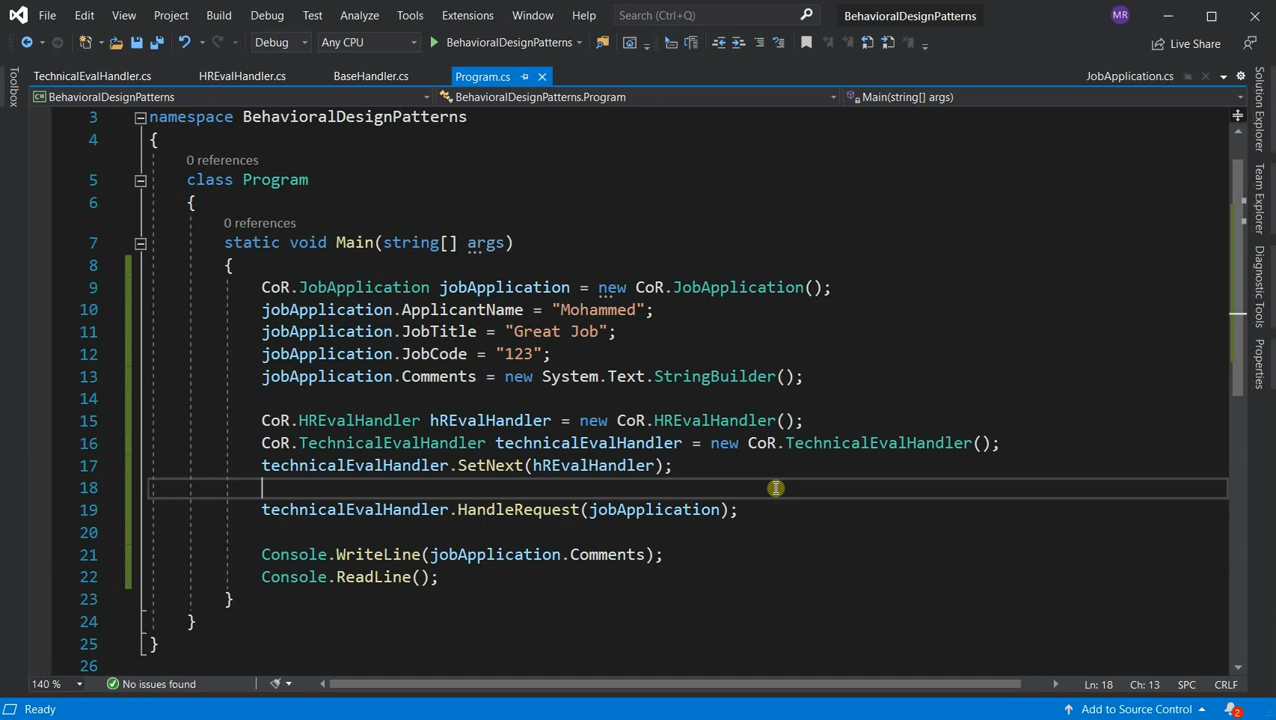 File Edit View Project Build Debug Test Analyze Tools Extensions Window Help Search (Ctrl+Q) BehavioralDesignPatterns MR
Debug Any CPU BehavioralDesignPatterns Live Share
TechnicalEvalHandler.cs HREvalHandler.cs BaseHandler.cs Program.cs JobApplication.cs
BehavioralDesignPatterns BehavioralDesignPatterns.Program Main(string[] args)
Toolbox
3 namespace BehavioralDesignPatterns
4 {
0 references
5 class Program
6 {
0 references
7 static void Main(string[] args)
8 {
9 CoR.JobApplication jobApplication = new CoR.JobApplication();
10 jobApplication.ApplicantName = "Mohammed";
11 jobApplication.JobTitle = "Great Job";
12 jobApplication.JobCode = "123";
13 jobApplication.Comments = new System.Text.StringBuilder();
14
15 CoR.HREvalHandler hREvalHandler = new CoR.HREvalHandler();
16 CoR.TechnicalEvalHandler technicalEvalHandler = new CoR.TechnicalEvalHandler();
17 technicalEvalHandler.SetNext(hREvalHandler);
18
19 technicalEvalHandler.HandleRequest(jobApplication);
20
21 Console.WriteLine(jobApplication.Comments);
22 Console.ReadLine();
23 }
24 }
25 }
26
Solution Explorer
Team Explorer
Diagnostic Tools
Properties
140 % No issues found Ln: 18 Ch: 13 SPC CRLF
Ready Add to Source Control 2